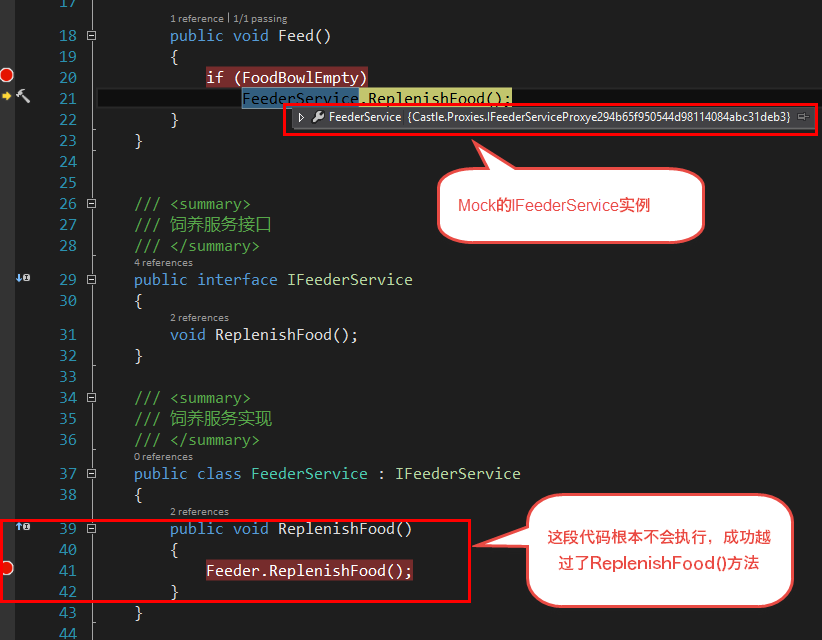 17
1 reference | 1/1 passing
18 public void Feed()
19 {
20 if (FoodBowlEmpty)
21 FeederService.ReplenishFood();
22 }
FeederService {Castle.Proxies.IFeederServiceProxye294b65f950544d98114084abc31deb3}
23 }
24
25
Mock的IFeederService实例
26 /// <summary>
27 /// 饲养服务接口
28 /// </summary>
4 references
29 public interface IFeederService
30 {
2 references
31 void ReplenishFood();
32 }
33
34 /// <summary>
35 /// 饲养服务实现
36 /// </summary>
0 references
37 public class FeederService : IFeederService
38 {
2 references
39 public void ReplenishFood()
40 {
41 Feeder.ReplenishFood();
42 }
43 }
44
这段代码根本不会执行，成功越
过了ReplenishFood()方法